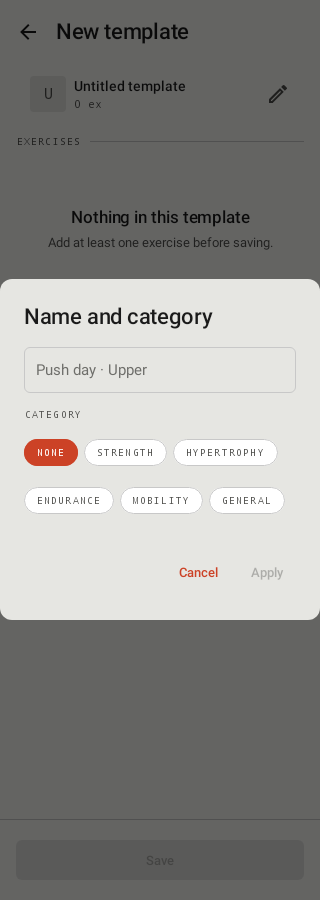 New template
U
Untitled template
0 ex
EXERCISES
Nothing in this template
Add at least one exercise before saving.
Name and category
Push day · Upper
CATEGORY
NONE STRENGTH HYPERTROPHY
ENDURANCE MOBILITY GENERAL
Cancel Apply
Save